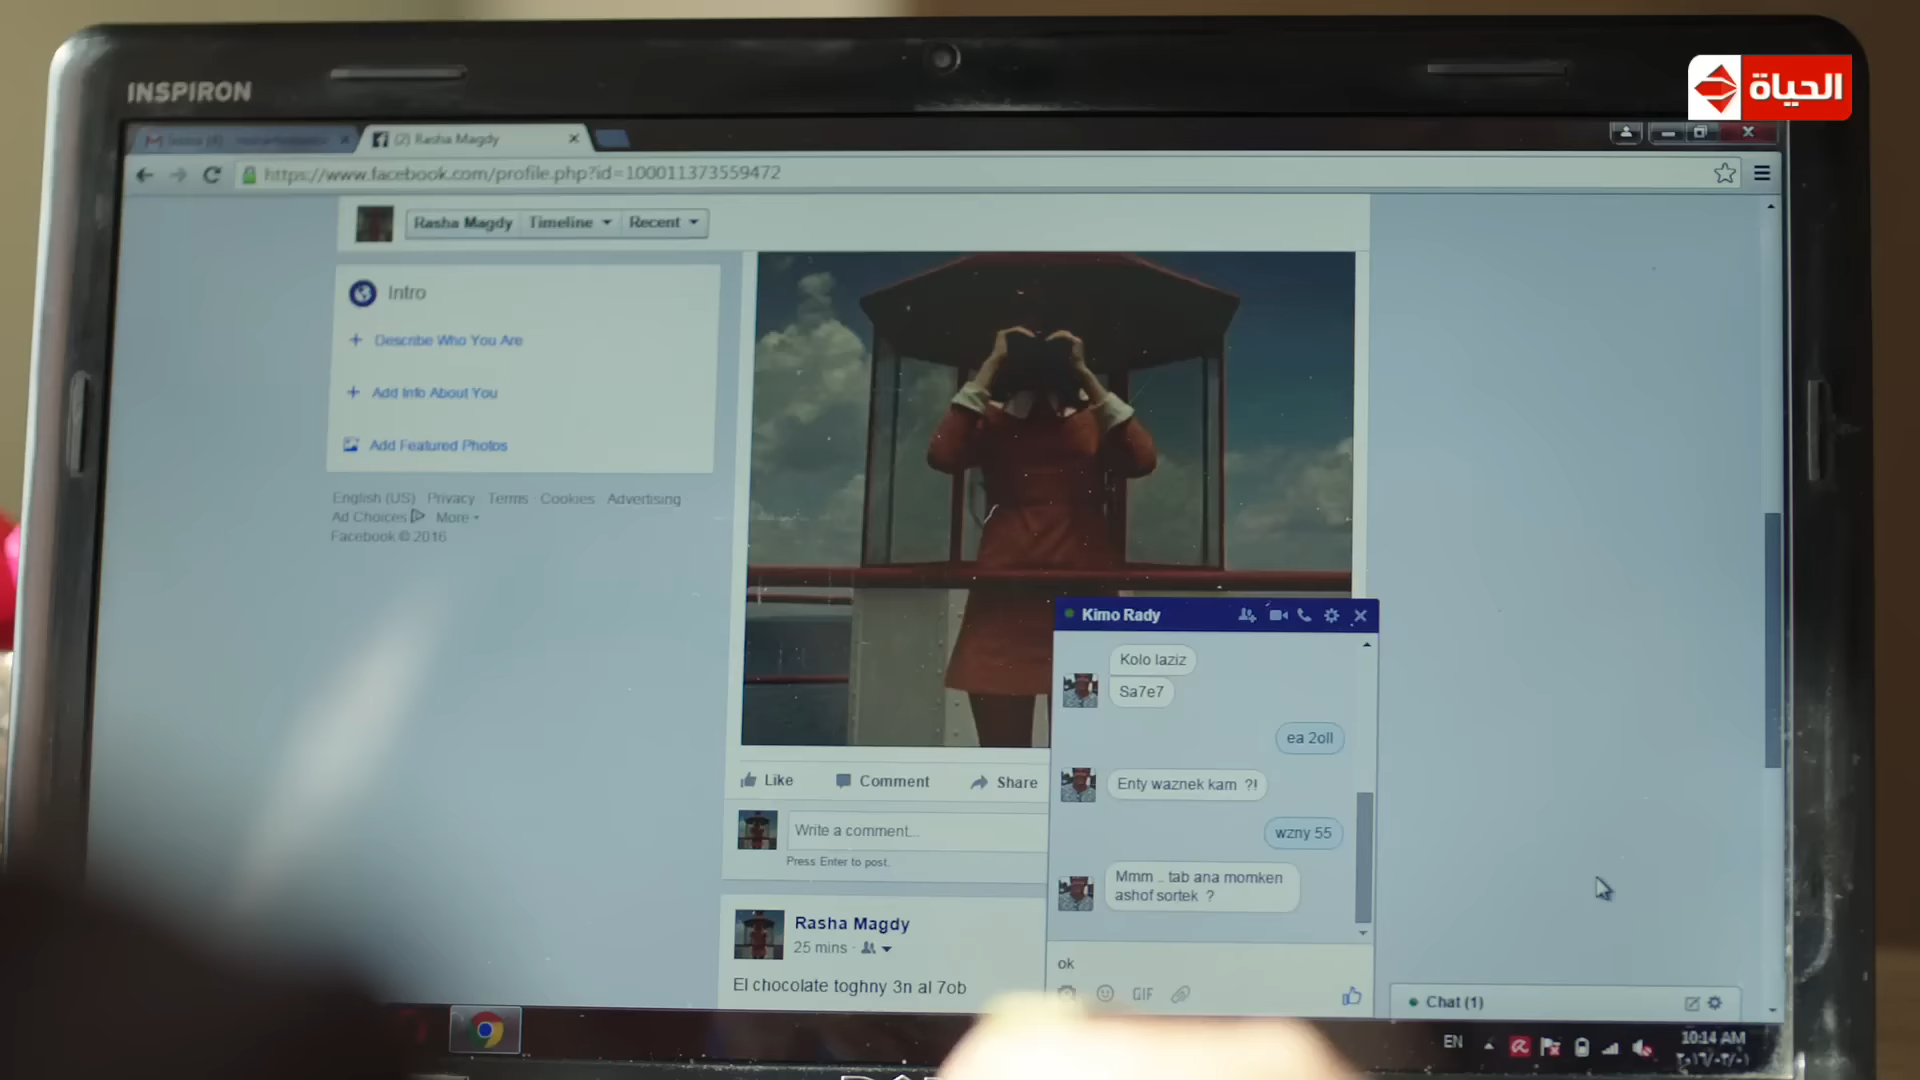 INSPIRON
الحياة
(2) Rasha Magdy
https://www.facebook.com/profile.php?id=100011373559472
Rasha Magdy Timeline Recent
Intro
Describe Who You Are
Add Info About You
Add Featured Photos
English (US) Privacy Terms Cookies Advertising
Ad Choices More
Facebook © 2016
Like Comment Share
Write a comment...
Press Enter to post.
Rasha Magdy
25 mins
El chocolate toghny 3n al 7ob
Kimo Rady
Kolo laziz
Sa7e7
ea 2oll
Enty waznek kam ?!
wzny 55
Mmm .. tab ana momken
ashof sortek ?
ok
GIF
Chat (1)
EN
10:14 AM
٢٠١٦/٠٢/٠١